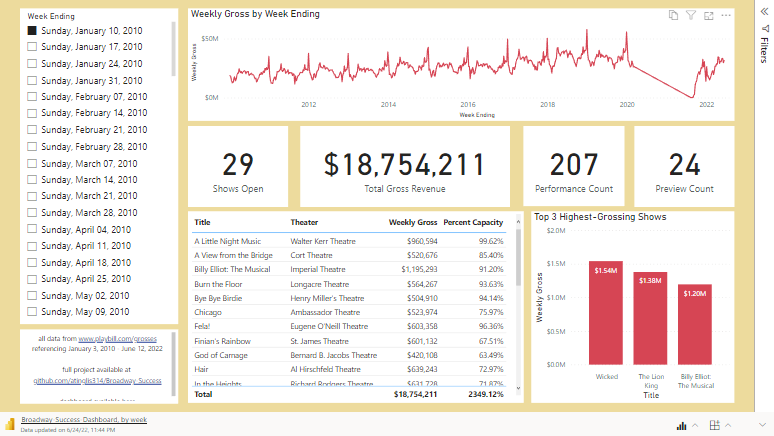 Week Ending
Sunday, January 10, 2010
Sunday, January 17, 2010
Sunday, January 24, 2010
Sunday, January 31, 2010
Sunday, February 07, 2010
Sunday, February 14, 2010
Sunday, February 21, 2010
Sunday, February 28, 2010
Sunday, March 07, 2010
Sunday, March 14, 2010
Sunday, March 21, 2010
Sunday, March 28, 2010
Sunday, April 04, 2010
Sunday, April 11, 2010
Sunday, April 18, 2010
Sunday, April 25, 2010
Sunday, May 02, 2010
Sunday, May 09, 2010
all data from www.playbill.com/grosses
referencing January 3, 2010 - June 12, 2022
full project available at
github.com/atinglis314/Broadway-Success
dashboard available here
Weekly Gross by Week Ending
Weekly Gross
$50M
$0M
2012 2014 2016 2018 2020 2022
Week Ending
29
Shows Open
$18,754,211
Total Gross Revenue
207
Performance Count
24
Preview Count
Title Theater Weekly Gross Percent Capacity
A Little Night Music Walter Kerr Theatre $960,594 99.62%
A View from the Bridge Cort Theatre $520,676 85.40%
Billy Elliot: The Musical Imperial Theatre $1,195,293 91.20%
Burn the Floor Longacre Theatre $564,267 93.63%
Bye Bye Birdie Henry Miller's Theatre $504,910 94.14%
Chicago Ambassador Theatre $523,974 75.97%
Fela! Eugene O'Neill Theatre $603,358 96.36%
Finian's Rainbow St. James Theatre $601,132 67.51%
God of Carnage Bernard B. Jacobs Theatre $420,108 63.49%
Hair Al Hirschfeld Theatre $639,243 72.97%
In the Heights Richard Rodgers Theatre $631,728 71.87%
Total $18,754,211 2349.12%
Top 3 Highest-Grossing Shows
Weekly Gross
$2.0M
$1.5M
$1.0M
$0.5M
$0.0M
$1.54M
$1.38M
$1.20M
Wicked
The Lion
King
Billy Elliot:
The Musical
Title
Filters
Broadway-Success-Dashboard, by week
Data updated on 6/24/22, 11:44 PM